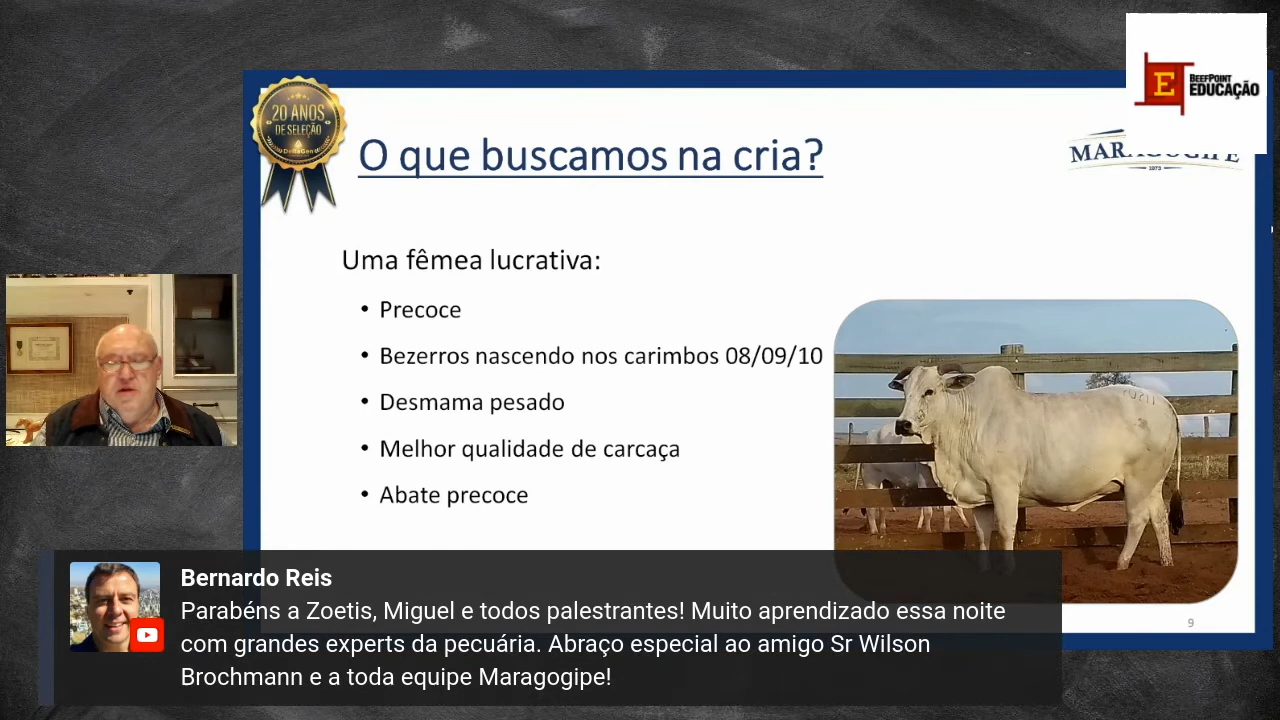 BEEFPOINT
EDUCAÇÃO
20 ANOS
DE SELEÇÃO
DeltaGen
O que buscamos na cria?
Uma fêmea lucrativa:
• Precoce
• Bezerros nascendo nos carimbos 08/09/10
• Desmama pesado
• Melhor qualidade de carcaça
• Abate precoce
9
Bernardo Reis
Parabéns a Zoetis, Miguel e todos palestrantes! Muito aprendizado essa noite
com grandes experts da pecuária. Abraço especial ao amigo Sr Wilson
Brochmann e a toda equipe Maragogipe!